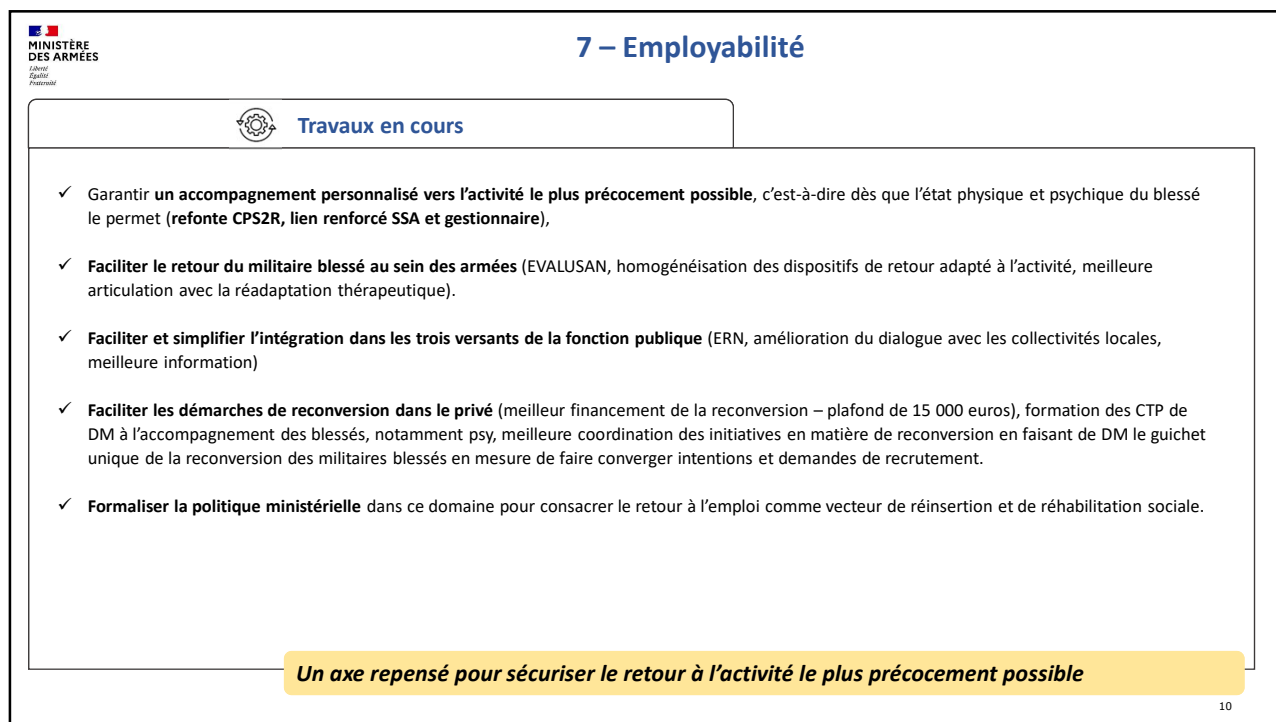 MINISTÈRE
DES ARMÉES
Liberté
Égalité
Fraternité
7 – Employabilité
Travaux en cours
✓ Garantir un accompagnement personnalisé vers l’activité le plus précocement possible, c’est-à-dire dès que l’état physique et psychique du blessé
le permet (refonte CPS2R, lien renforcé SSA et gestionnaire),
✓ Faciliter le retour du militaire blessé au sein des armées (EVALUSAN, homogénéisation des dispositifs de retour adapté à l’activité, meilleure
articulation avec la réadaptation thérapeutique).
✓ Faciliter et simplifier l’intégration dans les trois versants de la fonction publique (ERN, amélioration du dialogue avec les collectivités locales,
meilleure information)
✓ Faciliter les démarches de reconversion dans le privé (meilleur financement de la reconversion – plafond de 15 000 euros), formation des CTP de
DM à l’accompagnement des blessés, notamment psy, meilleure coordination des initiatives en matière de reconversion en faisant de DM le guichet
unique de la reconversion des militaires blessés en mesure de faire converger intentions et demandes de recrutement.
✓ Formaliser la politique ministérielle dans ce domaine pour consacrer le retour à l’emploi comme vecteur de réinsertion et de réhabilitation sociale.
Un axe repensé pour sécuriser le retour à l’activité le plus précocement possible
10